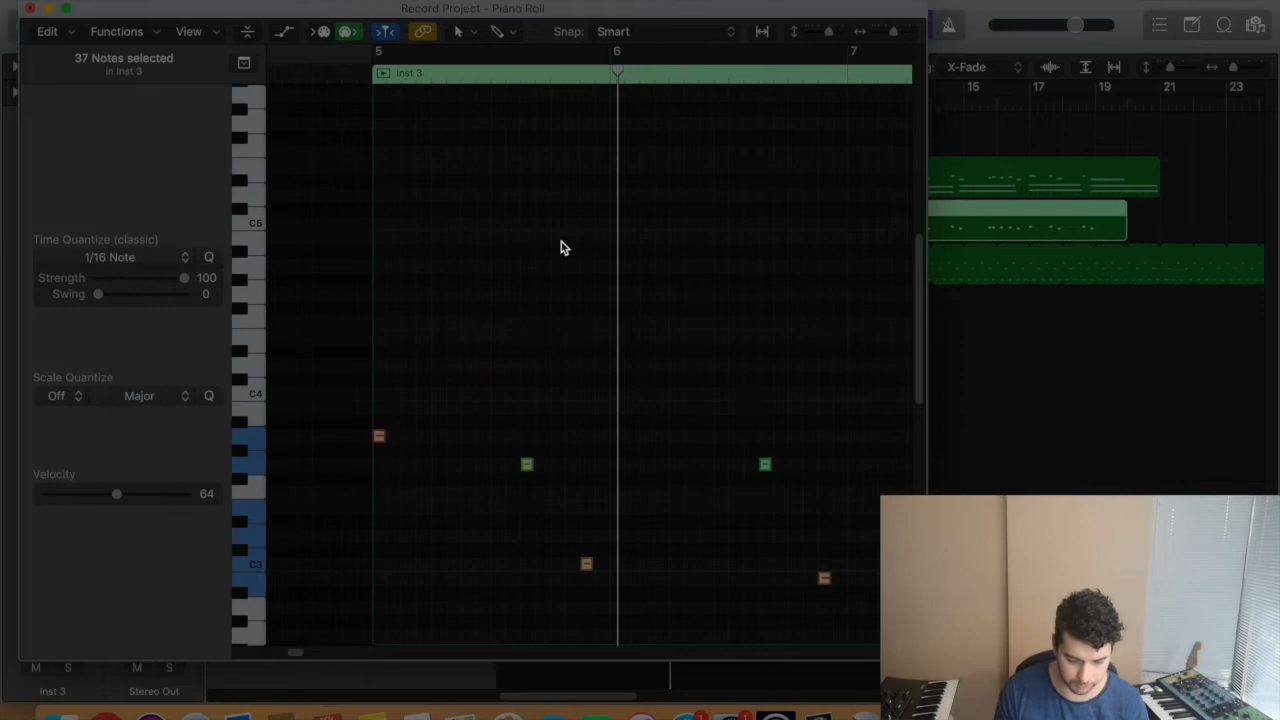 Record Project - Piano Roll
Edit Functions View Snap: Smart
37 Notes selected
in Inst 3
5 6 7
Inst 3
X-Fade
15 17 19 21 23
C5
Time Quantize (classic)
1/16 Note Q
Strength 100
Swing 0
Scale Quantize
Off Major Q
C4
Velocity
64
C3
M S M S
Inst 3 Stereo Out